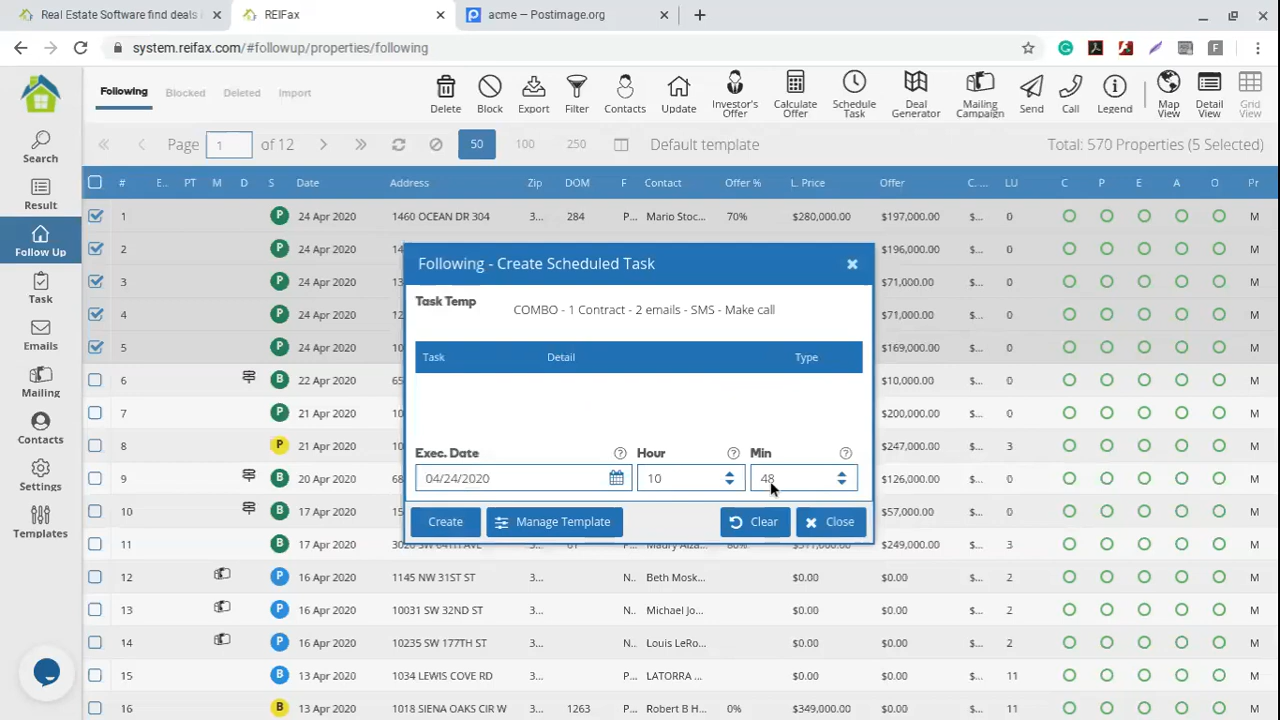 Real Estate Software find deals i
REIFax
acme — Postimage.org
system.reifax.com/#followup/properties/following
Following
Blocked
Deleted
Import
Delete
Block
Export
Filter
Contacts
Update
Investor's
Offer
Calculate
Offer
Schedule
Task
Deal
Generator
Mailing
Campaign
Send
Call
Legend
Map
View
Detail
View
Grid
View
Search
Result
Follow Up
Task
Emails
Mailing
Contacts
Settings
Templates
Page 1 of 12 50 100 250 Default template Total: 570 Properties (5 Selected)
# E.. PT M D S Date Address Zip DOM F Contact Offer % L. Price Offer C. ... LU C P E A O Pr
1 P 24 Apr 2020 1460 OCEAN DR 304 3... 284 P... Mario Stoc... 70% $280,000.00 $197,000.00 $... 0 M
2 P 24 Apr 2020 14 $196,000.00 $... 0 M
3 P 24 Apr 2020 13 $71,000.00 $... 0 M
4 P 24 Apr 2020 12 $71,000.00 $... 0 M
5 P 24 Apr 2020 10 $169,000.00 $... 0 M
6 B 22 Apr 2020 65 $10,000.00 $... 0 M
7 P 21 Apr 2020 10 $200,000.00 $... 0 M
8 P 21 Apr 2020 10 $247,000.00 $... 3 M
9 B 20 Apr 2020 68 $126,000.00 $... 0 M
10 B 17 Apr 2020 15 $57,000.00 $... 0 M
11 B 17 Apr 2020 $249,000.00 $... 3 M
12 P 16 Apr 2020 1145 NW 31ST ST 3... N.. Beth Mosk... $0.00 $0.00 $... 2 M
13 P 16 Apr 2020 10031 SW 32ND ST 3... N.. Michael Jo... $0.00 $0.00 $... 2 M
14 P 16 Apr 2020 10235 SW 177TH ST 3... N.. Louis LeRo... $0.00 $0.00 $... 2 M
15 B 13 Apr 2020 1034 LEWIS COVE RD 3... P... LATORRA ... $0.00 $0.00 $... 11 M
16 B 13 Apr 2020 1018 SIENA OAKS CIR W 3... 1263 P... Robert B H... 0% $349,000.00 $0.00 $... 11 M
Following - Create Scheduled Task
Task Temp COMBO - 1 Contract - 2 emails - SMS - Make call
Task Detail Type
Exec. Date Hour Min
04/24/2020 10 48
Create Manage Template Clear Close